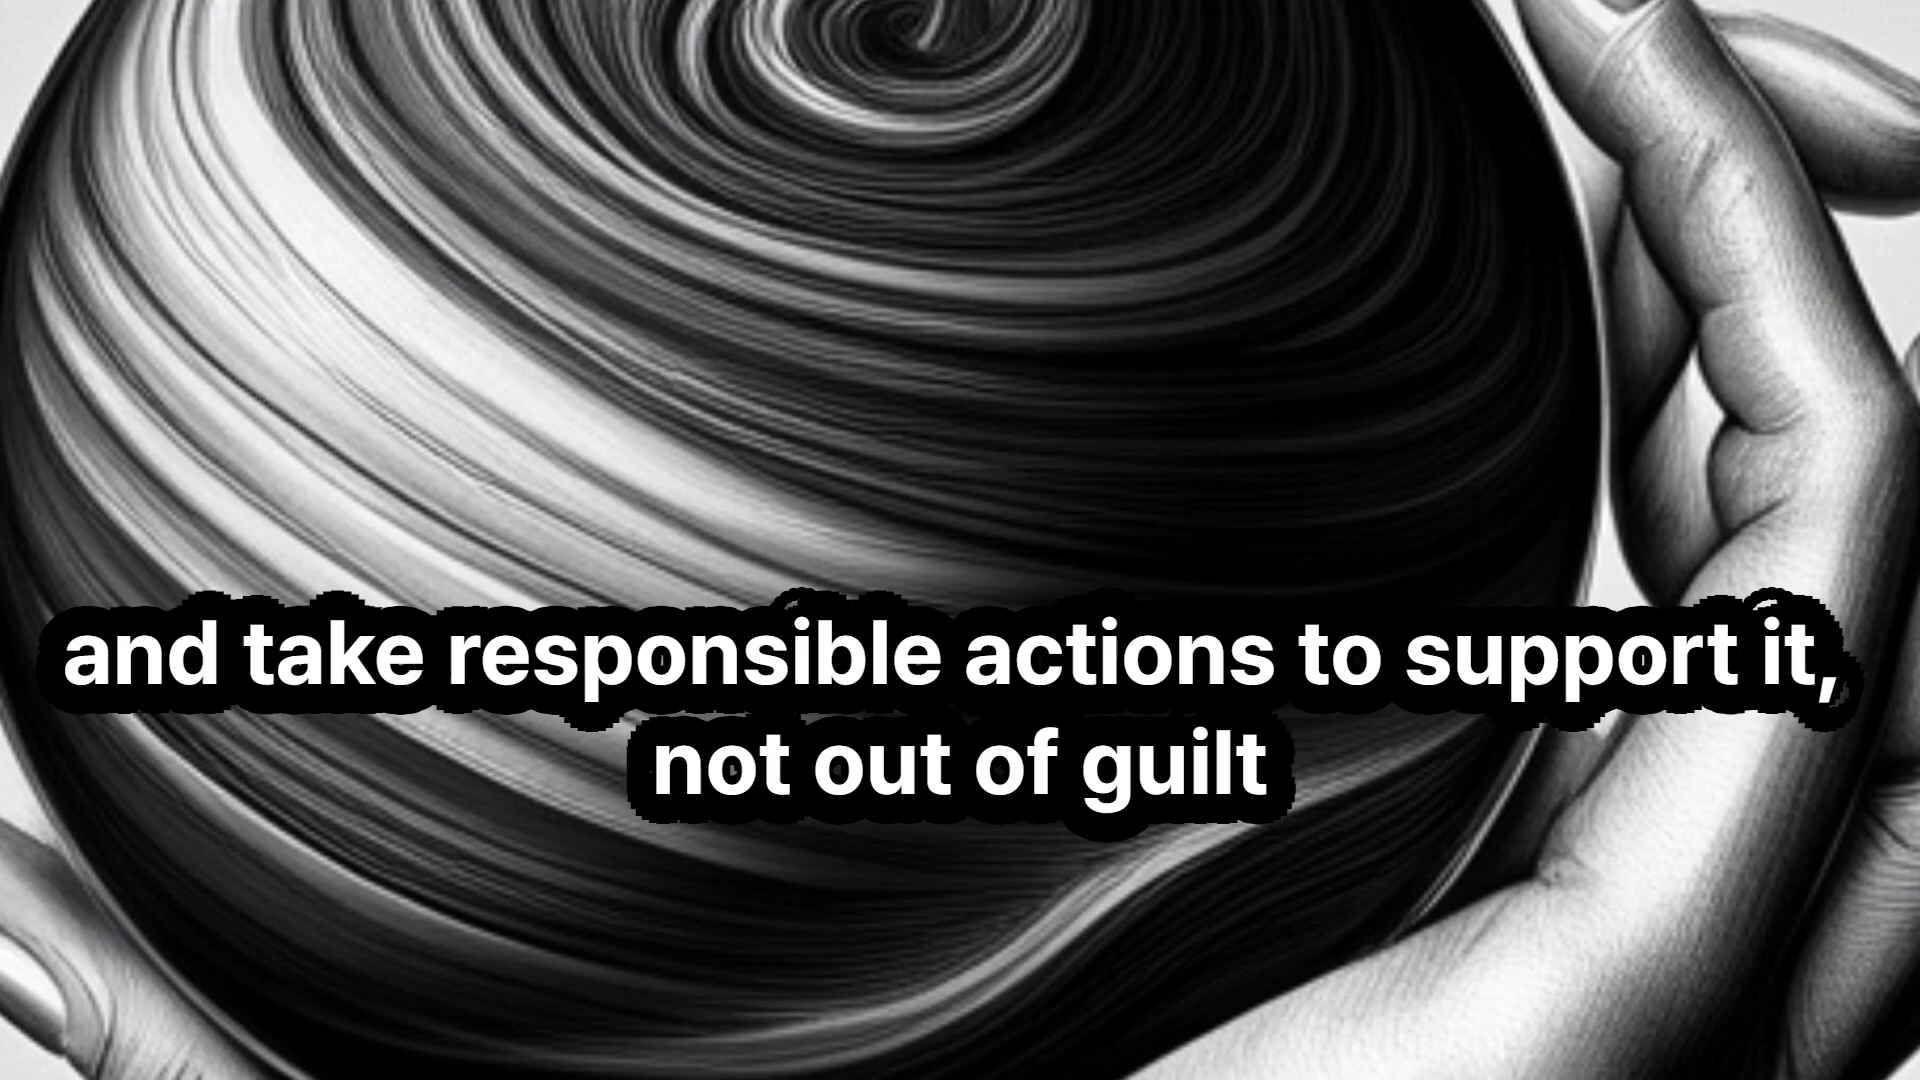 and take responsible actions to support it,
not out of guilt